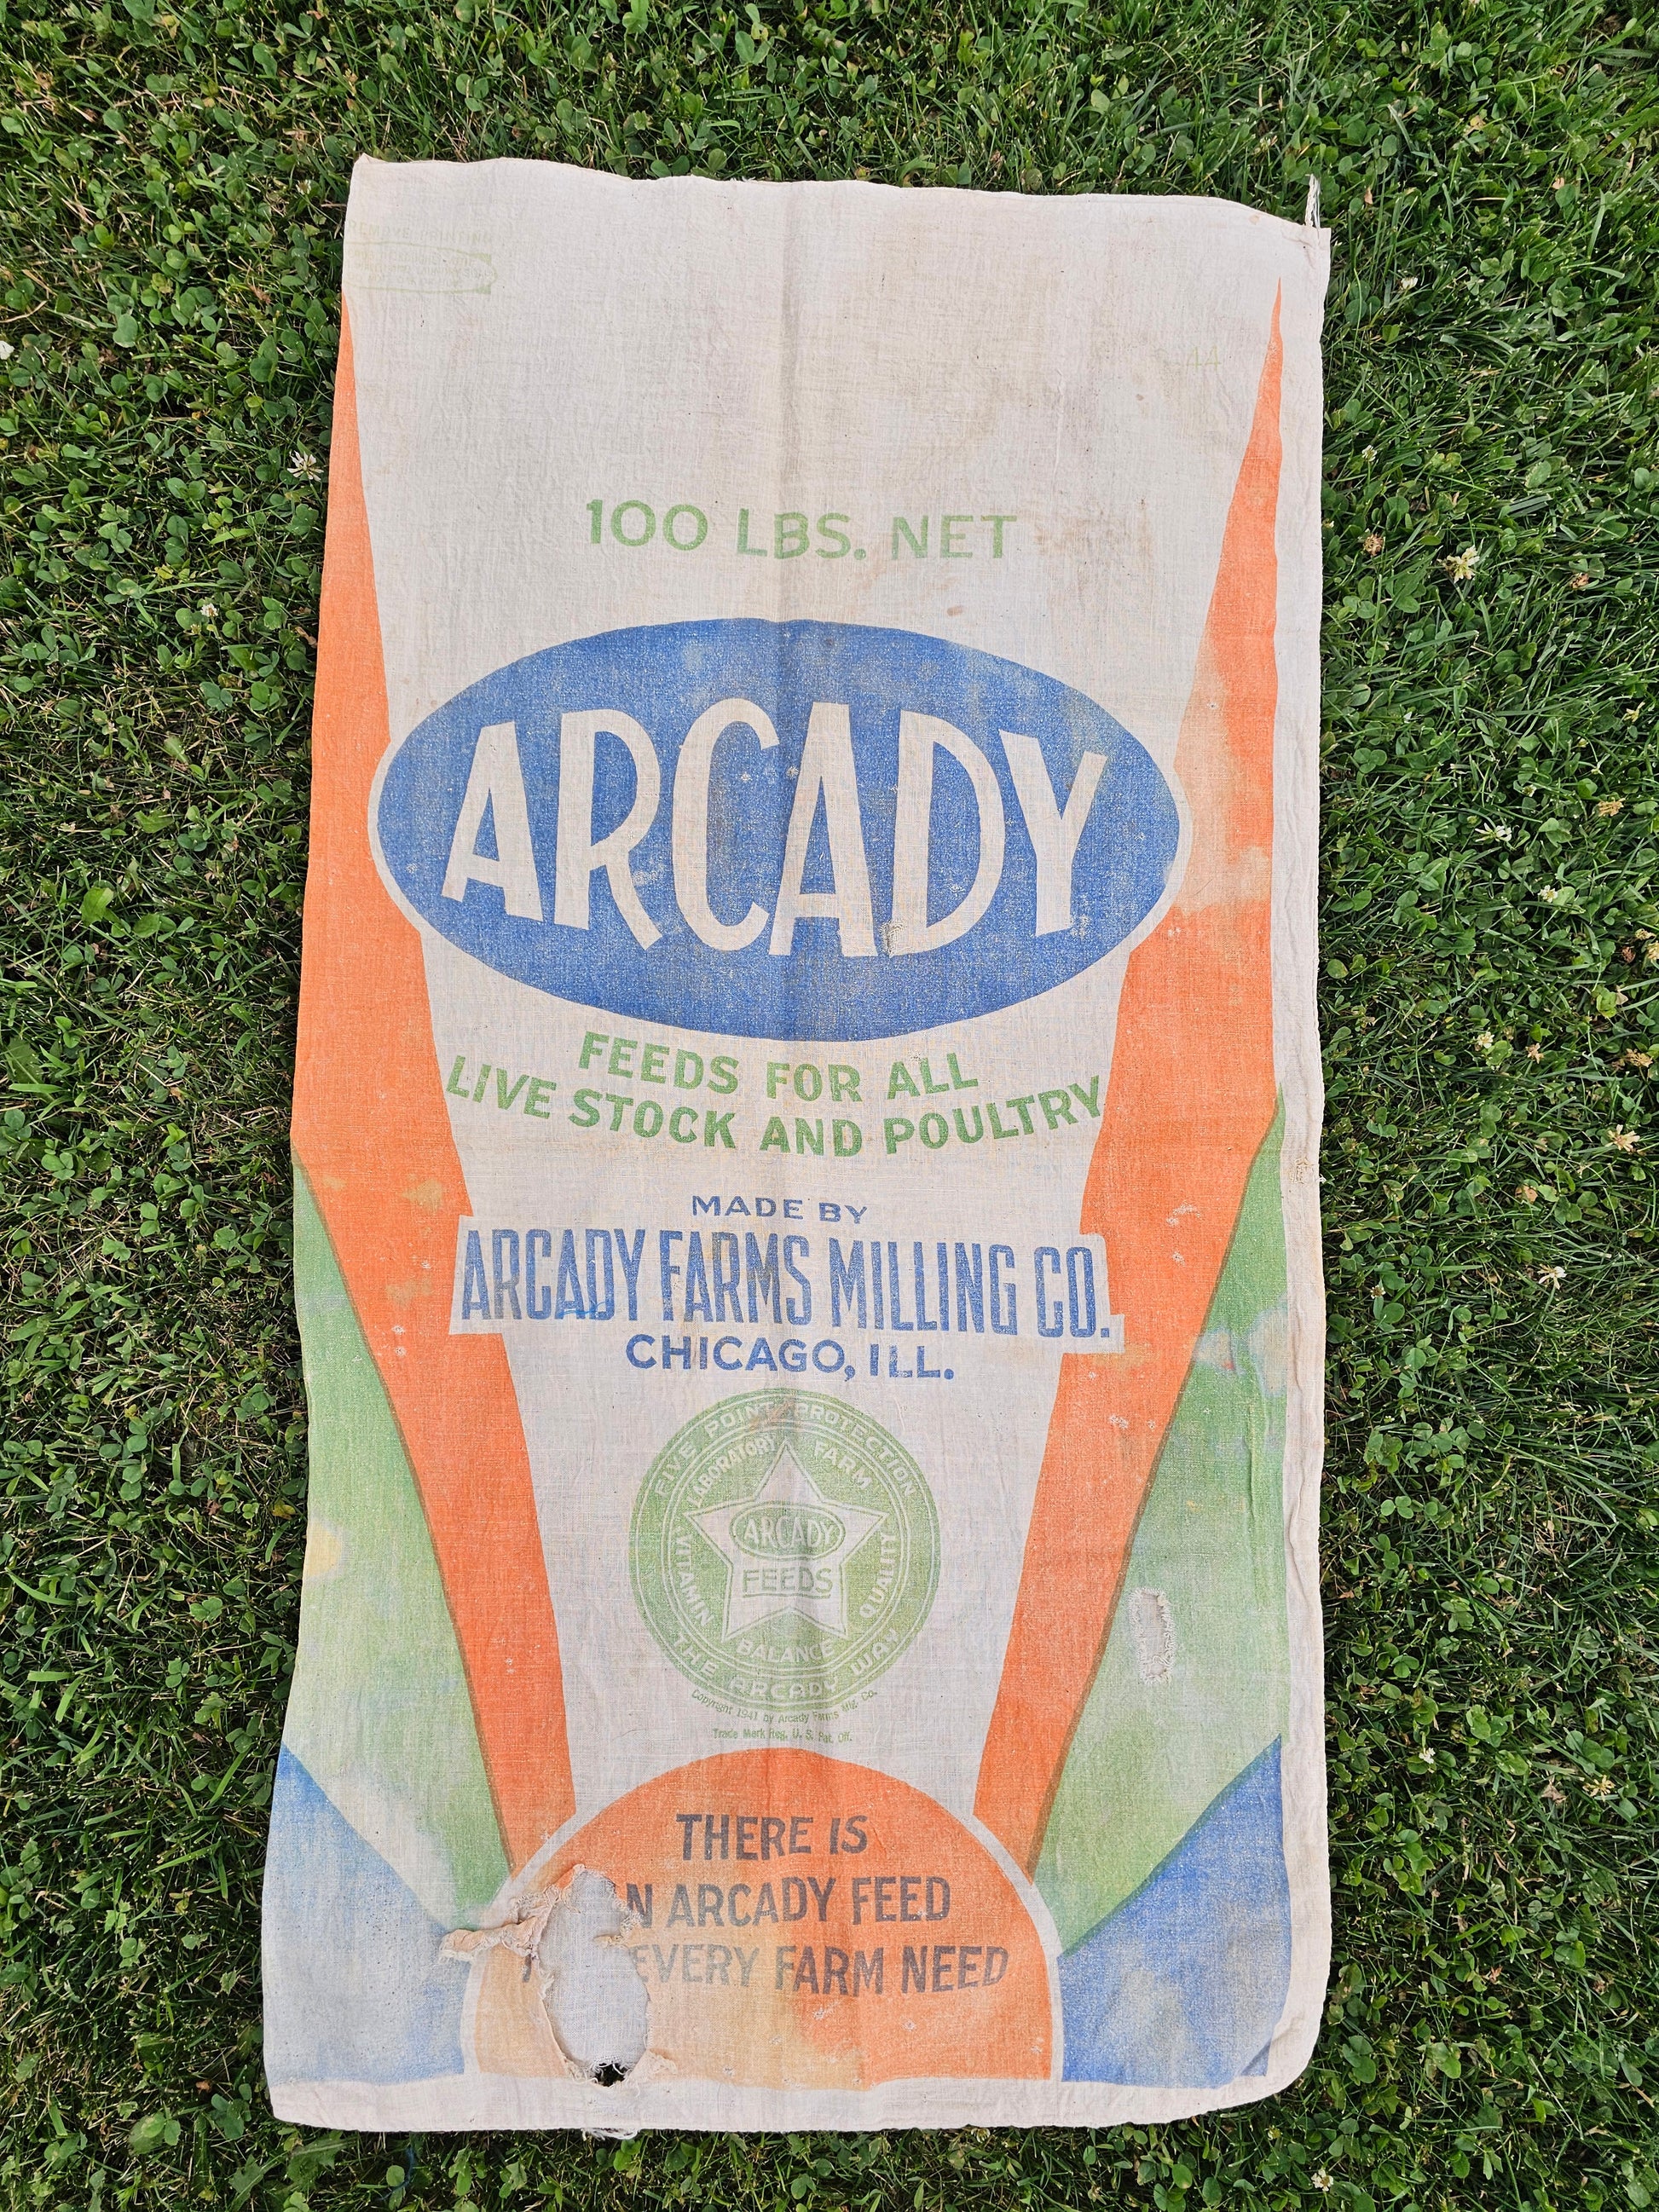 44
100 LBS. NET
ARCADY
FEEDS FOR ALL
LIVE STOCK AND POULTRY
MADE BY
ARCADY FARMS MILLING CO.
CHICAGO, ILL.
FIVE POINT PROTECTION
LABORATORY FARM
VITAMIN QUALITY
ARCADY
FEEDS
BALANCE
THE ARCADY WAY
Copyright 1941 by Arcady Farms Mlg. Co.
Trade Mark Reg. U. S. Pat. Off.
THERE IS
N ARCADY FEED
EVERY FARM NEED